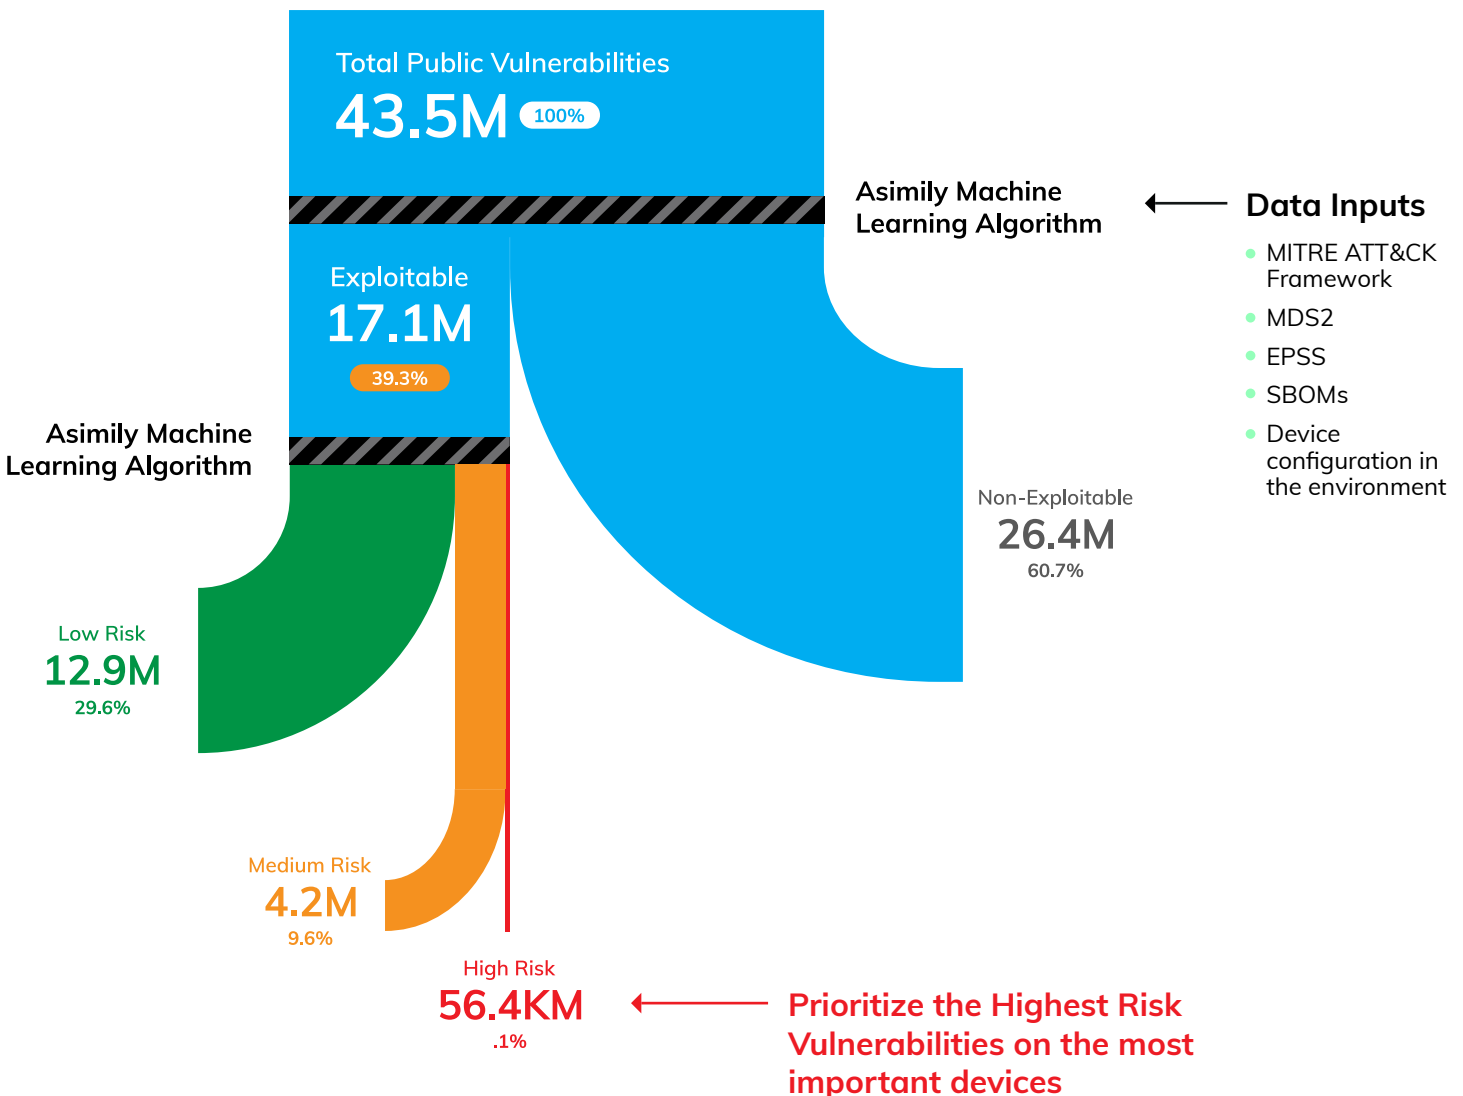 Total Public Vulnerabilities
43.5M 100%
Asimily Machine
Learning Algorithm
Data Inputs
MITRE ATT&CK
Framework
MDS2
EPSS
SBOMs
Device
configuration in
the environment
Exploitable
17.1M
39.3%
Asimily Machine
Learning Algorithm
Non-Exploitable
26.4M
60.7%
Low Risk
12.9M
29.6%
Medium Risk
4.2M
9.6%
High Risk
56.4KM
.1%
Prioritize the Highest Risk
Vulnerabilities on the most
important devices